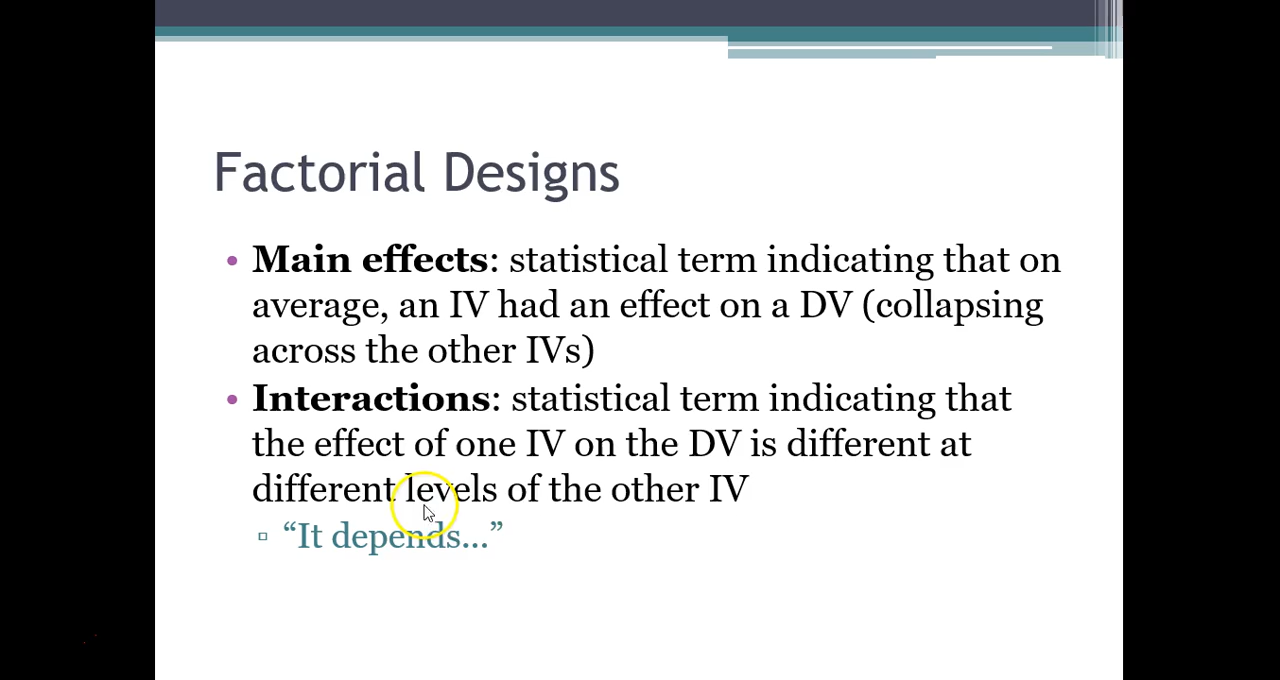 Factorial Designs
• Main effects: statistical term indicating that on
average, an IV had an effect on a DV (collapsing
across the other IVs)
• Interactions: statistical term indicating that
the effect of one IV on the DV is different at
different levels of the other IV
▫ “It depends…”